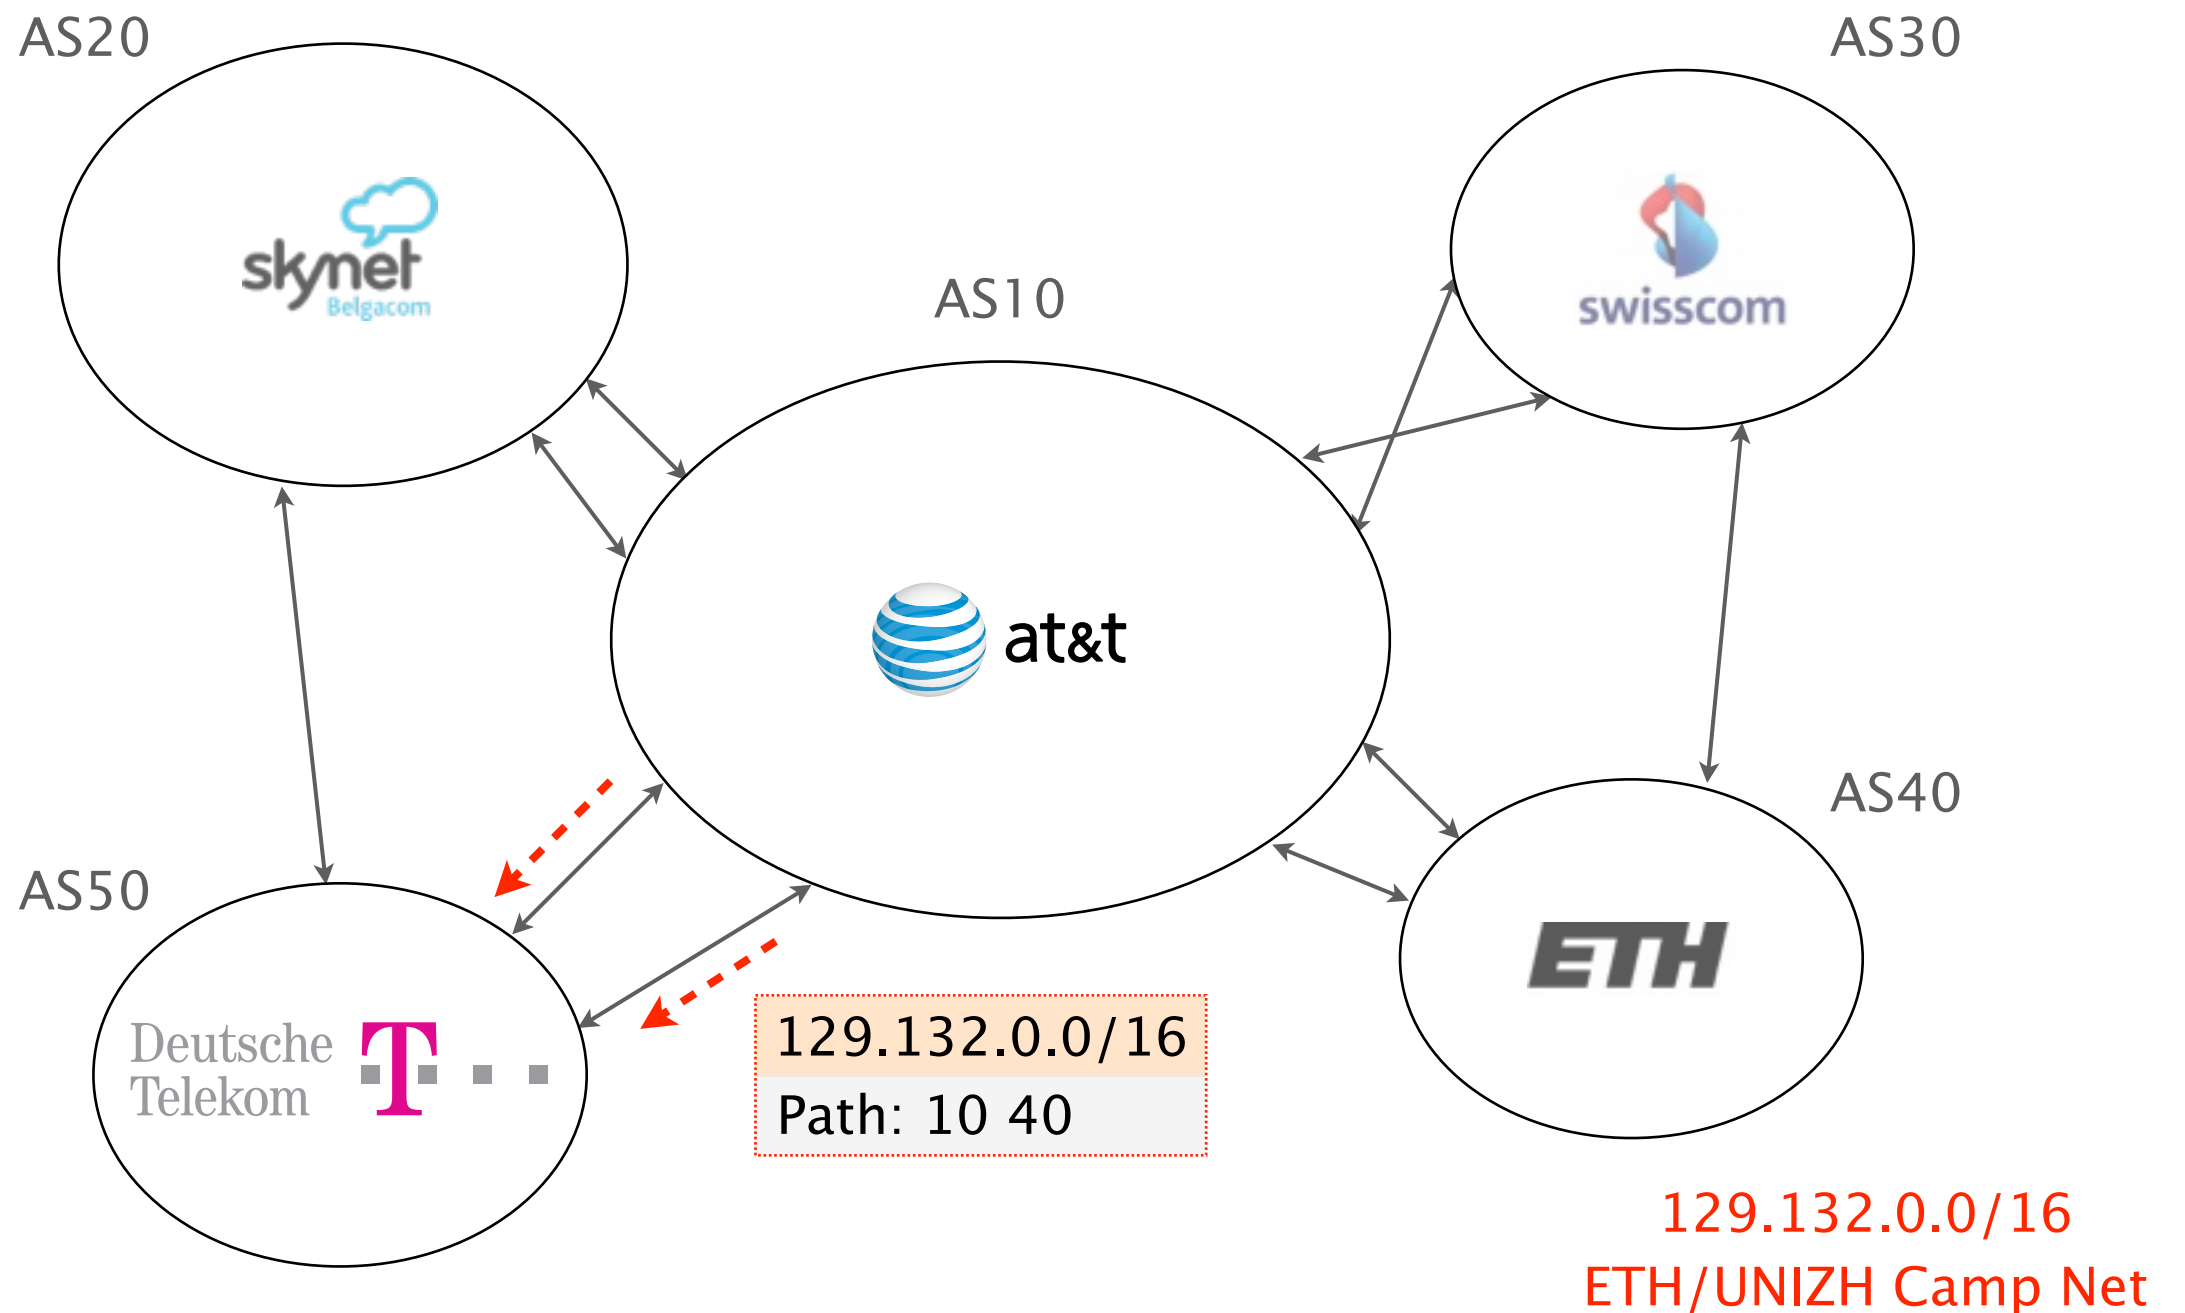 AS20
AS30
skynet
Belgacom
swisscom
AS10
at&t
AS40
AS50
ETH
Deutsche
Telekom
T
129.132.0.0/16
Path: 10 40
129.132.0.0/16
ETH/UNIZH Camp Net